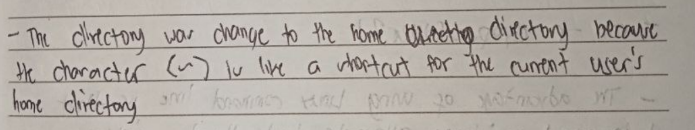 - The directory was change to the home directory because
the character (~) is like a shortcut for the current user's
home directory